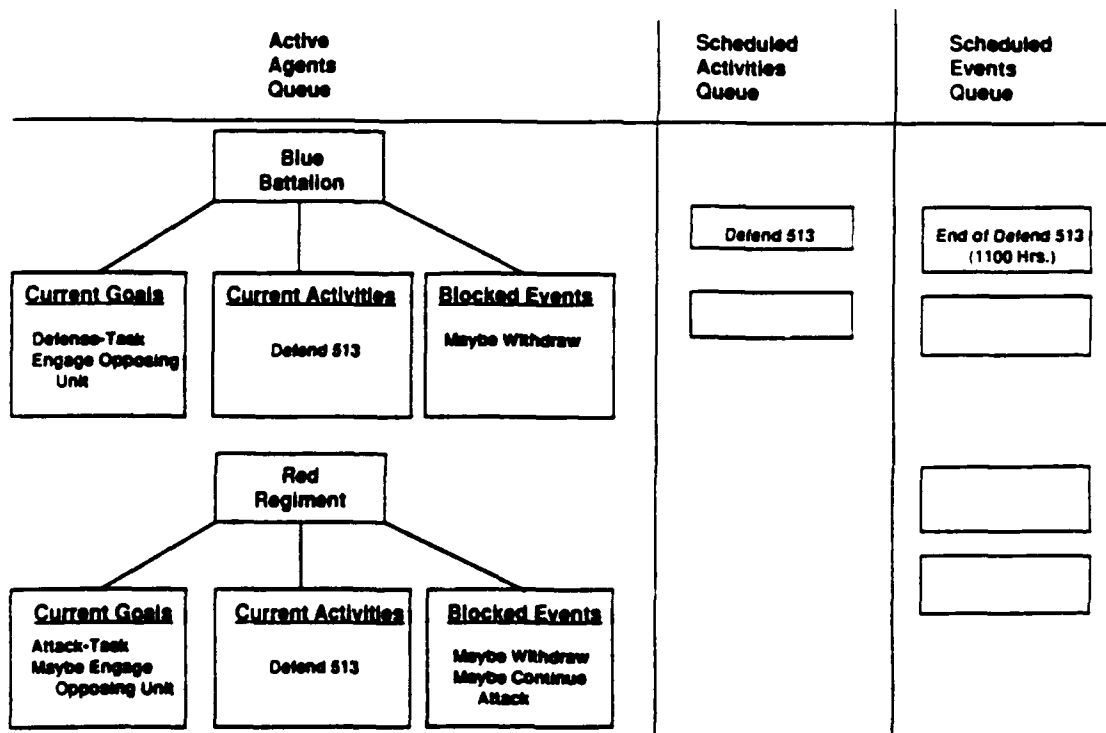 Active
Agents
Queue
Scheduled
Activities
Queue
Scheduled
Events
Queue
Blue
Battalion
Current Goals
Defense-Task
Engage Opposing
Unit
Current Activities
Defend 513
Blocked Events
Maybe Withdraw
Defend 513
End of Defend 513
(1100 Hrs.)
Red
Regiment
Current Goals
Attack-Task
Maybe Engage
Opposing Unit
Current Activities
Defend 513
Blocked Events
Maybe Withdraw
Maybe Continue
Attack